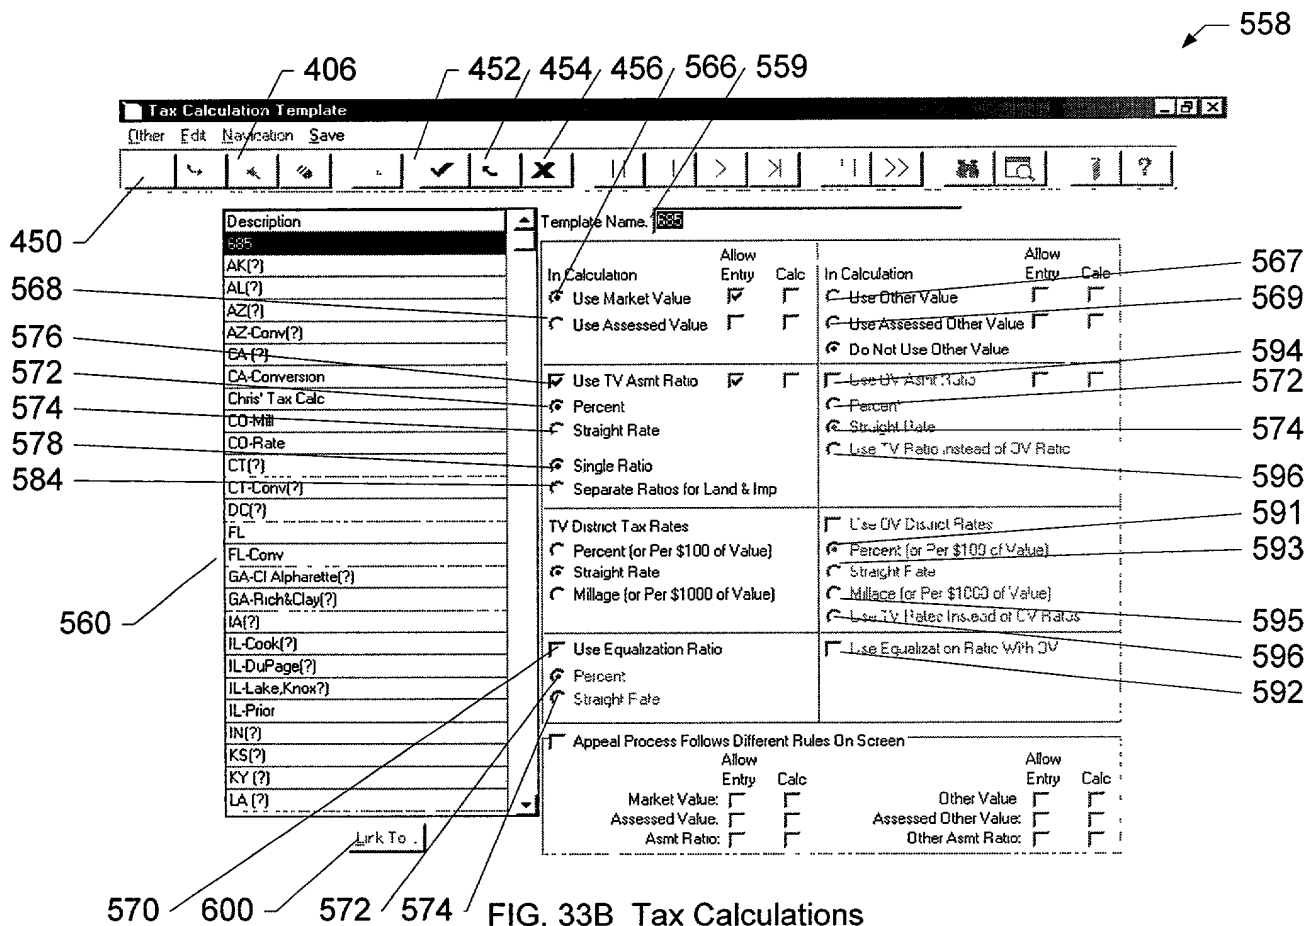 558
406 452 454 456 566 559
Tax Calculation Template
Other Edit Navigation Save
450
568
576
572
574
578
584
560
Description
685
AK(?)
AL(?)
AZ(?)
AZ-Conv(?)
CA-(?)
CA-Conversion
Chris' Tax Calc
CO-Mill
CO-Rate
CT(?)
CT-Conv(?)
DC(?)
FL
FL-Conv
GA-Cl Alpharette(?)
GA-Rich&Clay(?)
IA(?)
IL-Cook(?)
IL-DuPage(?)
IL-Lake,Knox?)
IL-Prior
IN(?)
KS(?)
KY (?)
LA (?)
Link To .
Template Name. 685
Allow
In Calculation Entry Calc
Use Market Value
Use Assessed Value
Allow
In Calculation Entry Calc
Use Other Value
Use Assessed Other Value
Do Not Use Other Value
Use TV Asmt Ratio
Percent
Straight Rate
Single Ratio
Separate Ratios for Land & Imp
Use OV Asmt Ratio
Percent
Straight Rate
Use TV Ratio instead of OV Ratio
TV District Tax Rates
Percent (or Per $100 of Value)
Straight Rate
Millage (or Per $1000 of Value)
Use OV District Rates
Percent (or Per $100 of Value)
Straight Rate
Millage (or Per $1000 of Value)
Use TV Rates Instead of OV Rates
Use Equalization Ratio
Percent
Straight Rate
Use Equalization Ratio With OV
Appeal Process Follows Different Rules On Screen
Allow
Entry Calc
Market Value:
Assessed Value.
Asmt Ratio:
Allow
Entry Calc
Other Value
Assessed Other Value:
Other Asmt Ratio:
567
569
594
572
574
596
591
593
595
596
592
570 600 572 574
FIG. 33B Tax Calculations